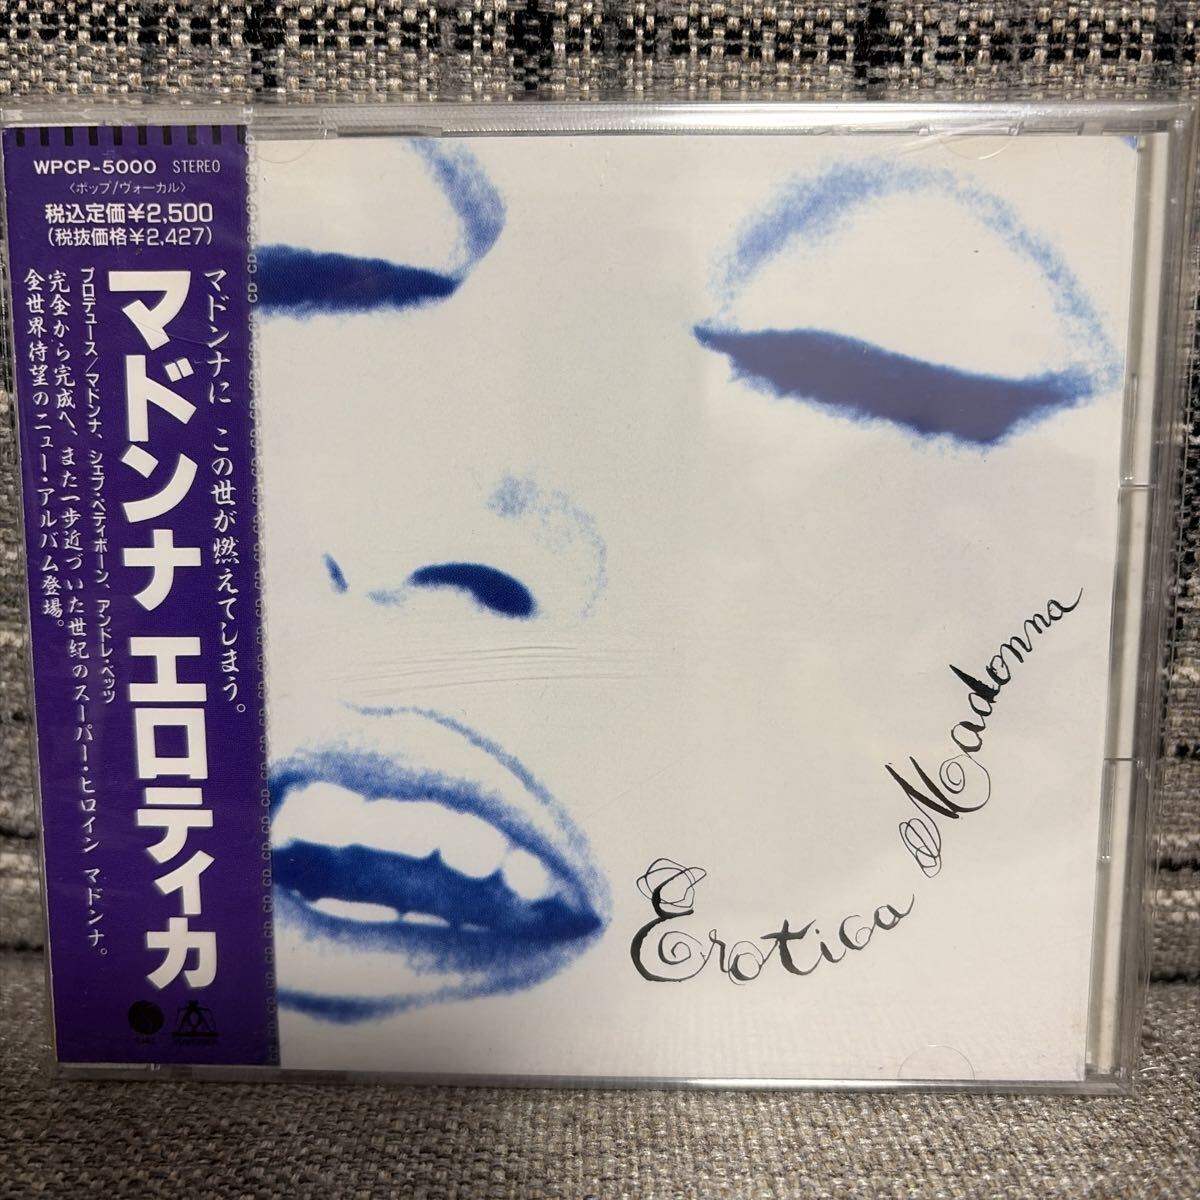 WPCP-5000 STEREO
〈ポップ/ヴォーカル〉
税込定価¥2,500
(税抜価格¥2,427)
マドンナに この世が燃えてしまう。
マドンナ エロティカ
プロデュース/マドンナ、シェプ・ペティボーン、アンドレ・ベッツ
完全から完成へ、また一歩近づいた世紀のスーパー・ヒロイン マドンナ。
全世界待望のニュー・アルバム登場。
Erotica Madonna